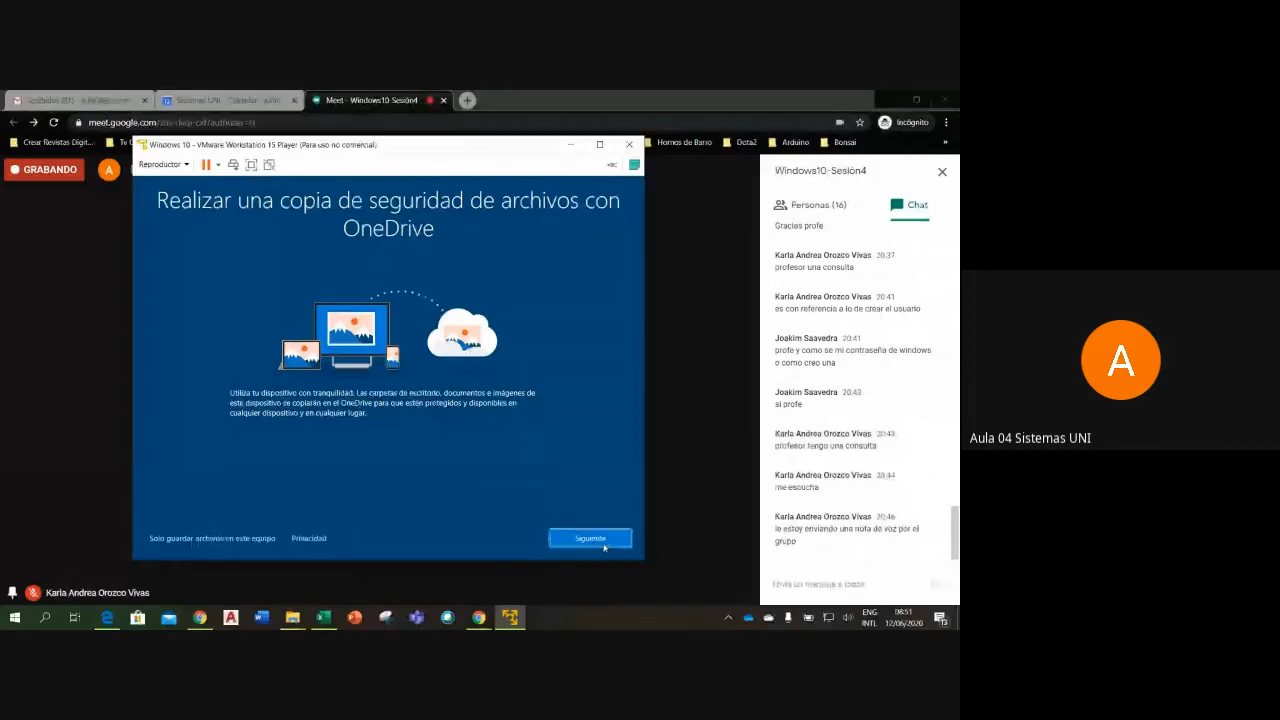 Meet - Windows10-Sesión4
meet.google.com
Incógnito
Crear Revistas Digit...
Hornos de Barro
Dota2
Arduino
Bonsai
»
GRABANDO
A
Windows 10 - VMware Workstation 15 Player (Para uso no comercial)
Reproductor
Realizar una copia de seguridad de archivos con
OneDrive
Utiliza tu dispositivo con tranquilidad. Las carpetas de escritorio, documentos e imágenes de
este dispositivo se copiarán en el OneDrive para que estén protegidos y disponibles en
cualquier dispositivo y en cualquier lugar.
Solo guardar archivos en este equipo
Privacidad
Siguiente
Windows10-Sesión4
Personas (16)
Chat
Gracias profe
Karla Andrea Orozco Vivas 20:37
profesor una consulta
Karla Andrea Orozco Vivas 20:41
es con referencia a lo de crear el usuario
Joakim Saavedra 20:41
profe y como se mi contraseña de windows
o como creo una
Joakim Saavedra 20:43
si profe
Karla Andrea Orozco Vivas 20:43
profesor tengo una consulta
Karla Andrea Orozco Vivas 20:44
me escucha
Karla Andrea Orozco Vivas 20:46
le estoy enviando una nota de voz por el
grupo
Envíe un mensaje a todos
Karla Andrea Orozco Vivas
ENG
INTL
08:51
12/06/2020
A
Aula 04 Sistemas UNI